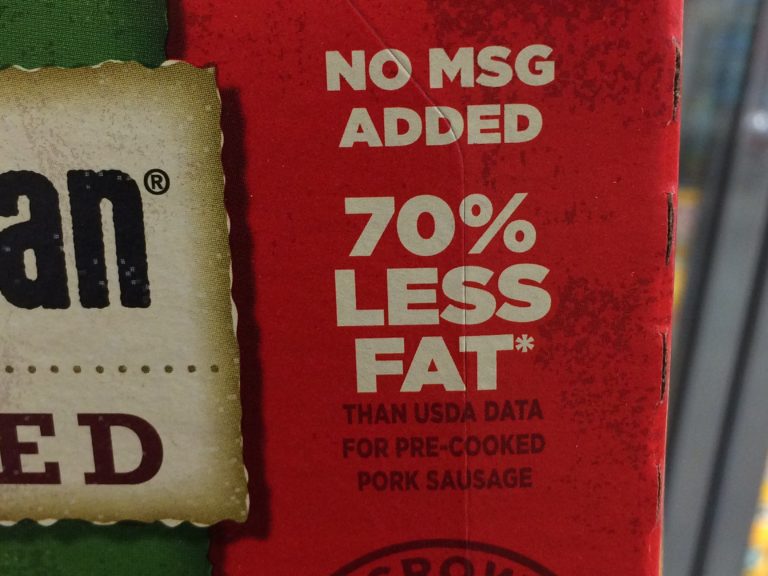 NO MSG
ADDED
70%
LESS
FAT*
THAN USDA DATA
FOR PRE-COOKED
PORK SAUSAGE
an®
ED